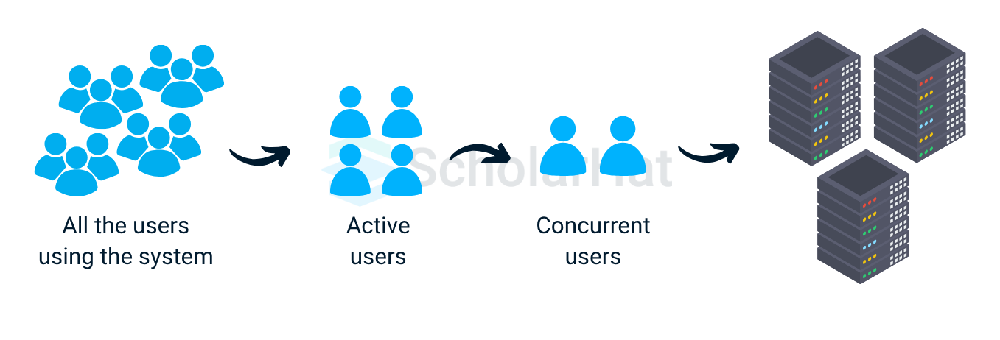 ScholarHat
All the users
using the system
Active
users
Concurrent
users